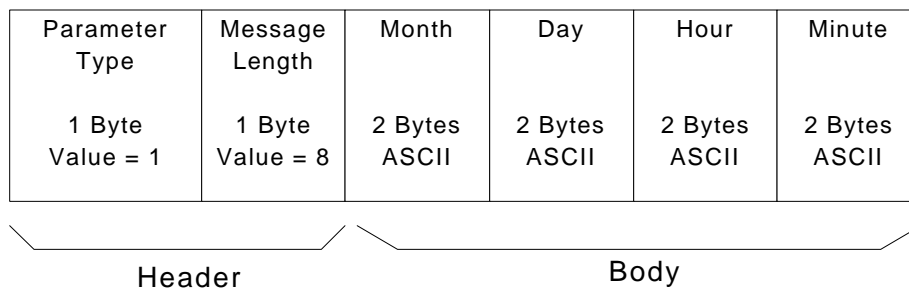 Parameter Type
1 Byte
Value = 1
Message Length
1 Byte
Value = 8
Month
2 Bytes
ASCII
Day
2 Bytes
ASCII
Hour
2 Bytes
ASCII
Minute
2 Bytes
ASCII
Header
Body